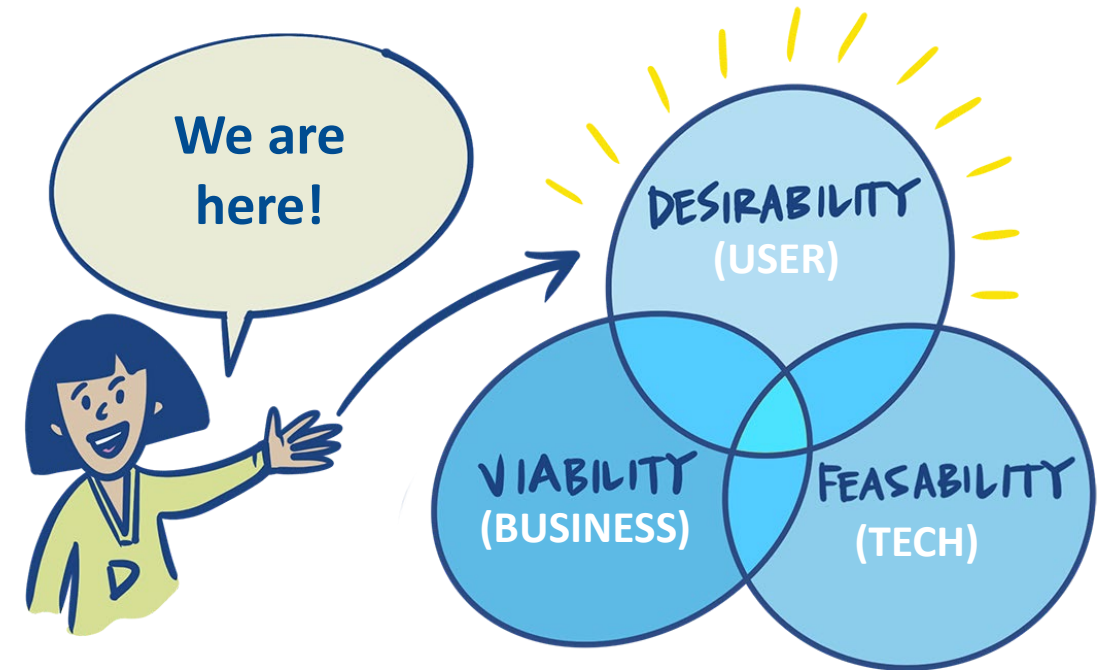 We are
here!
DESIRABILITY
(USER)
VIABILITY
(BUSINESS)
FEASABILITY
(TECH)
D